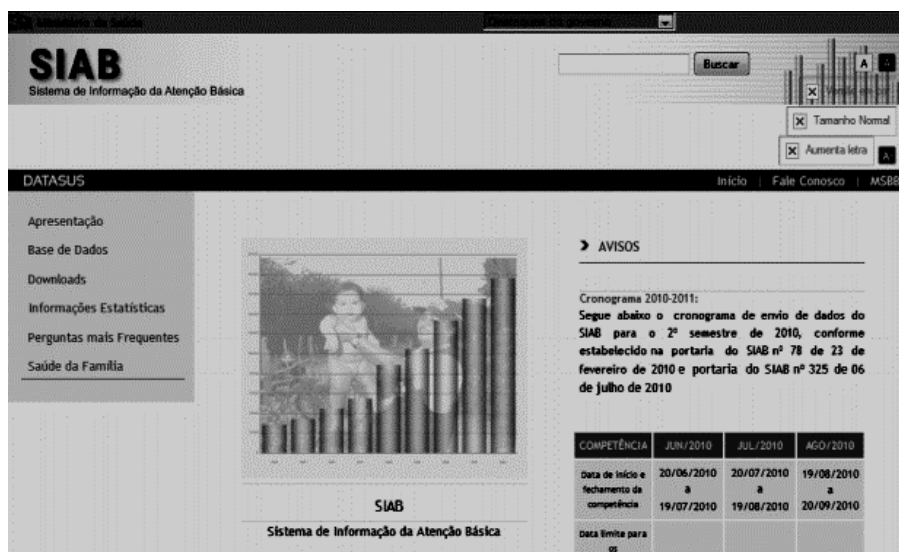 Ministério da Saúde
Destaques do governo
SIAB
Sistema de Informação da Atenção Básica
Buscar
A A
Versão em
Tamanho Normal
Aumenta letra A
DATASUS
Início | Fale Conosco |
Apresentação
Base de Dados
Downloads
Informações Estatísticas
Perguntas mais Frequentes
Saúde da Família
SIAB
Sistema de Informação da Atenção Básica
AVISOS
Cronograma 2010-2011:
Segue abaixo o cronograma de envio de dados do
SIAB para o 2º semestre de 2010, conforme
estabelecido na portaria do SIAB nº 78 de 23 de
fevereiro de 2010 e portaria do SIAB nº 325 de 06
de julho de 2010
COMPETÊNCIA JUN/2010 JUL/2010 AGO/2010
Data de início e
fechamento da
competência
20/06/2010 20/07/2010 19/08/2010
a a a
19/07/2010 19/08/2010 20/09/2010
Data limite para
os